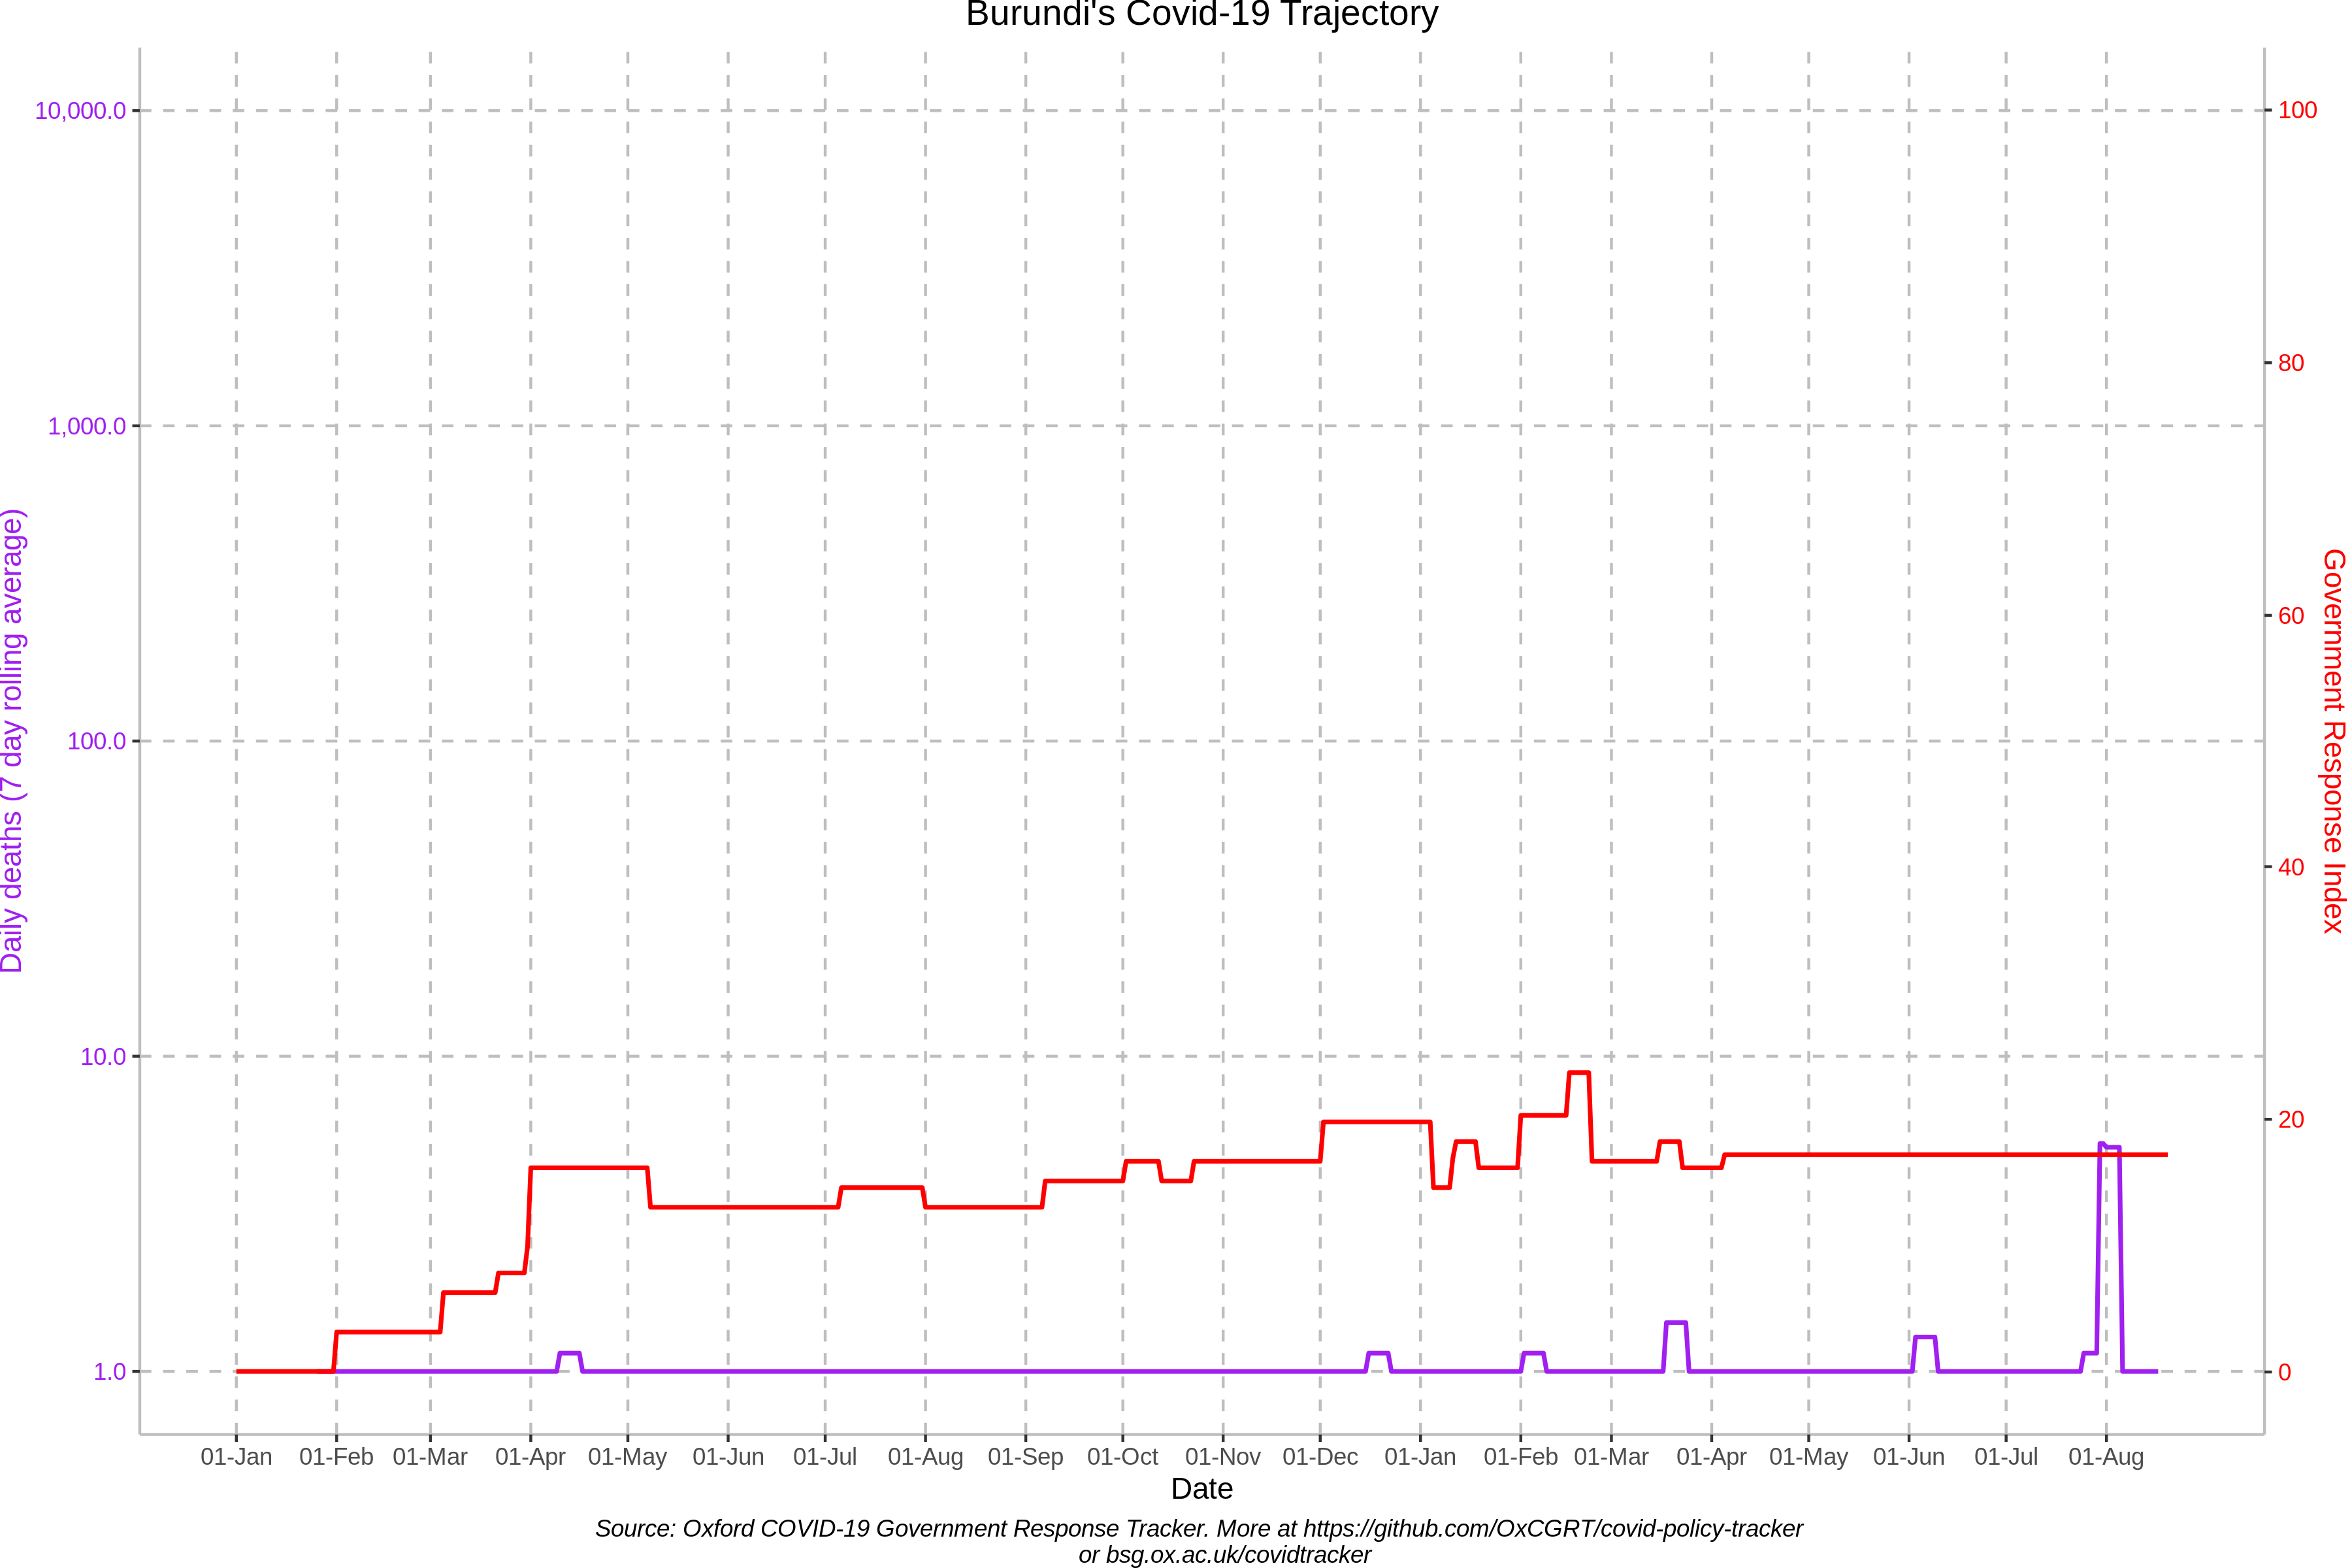 Burundi's Covid-19 Trajectory
10,000.0
1,000.0
100.0
10.0
1.0
Daily deaths (7 day rolling average)
100
80
60
40
20
0
Government Response Index
01-Jan 01-Feb 01-Mar 01-Apr 01-May 01-Jun 01-Jul 01-Aug 01-Sep 01-Oct 01-Nov 01-Dec 01-Jan 01-Feb 01-Mar 01-Apr 01-May 01-Jun 01-Jul 01-Aug
Date
Source: Oxford COVID-19 Government Response Tracker. More at https://github.com/OxCGRT/covid-policy-tracker
or bsg.ox.ac.uk/covidtracker